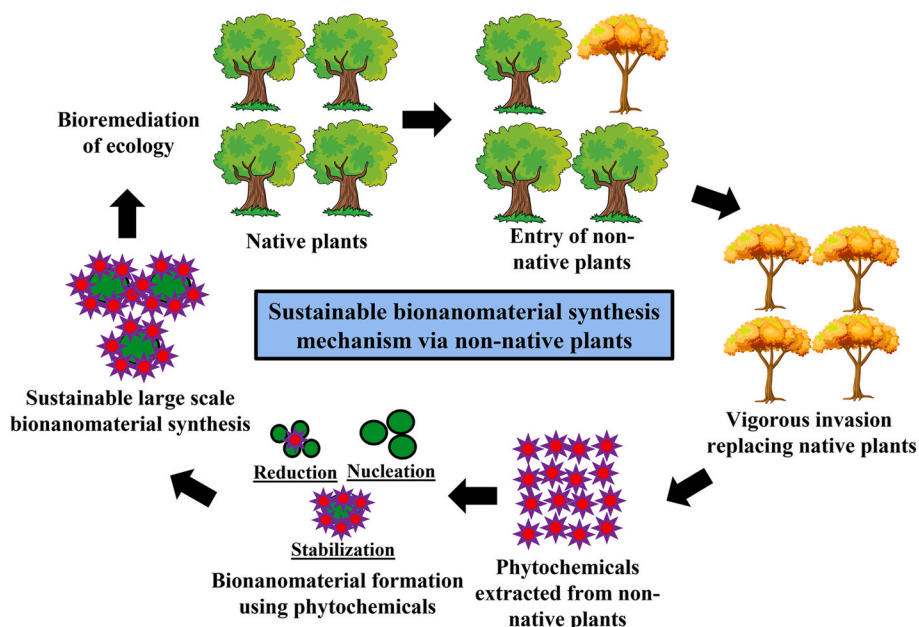 Bioremediation
of ecology
Native plants
Entry of non-
native plants
Sustainable bionanomaterial synthesis
mechanism via non-native plants
Vigorous invasion
replacing native plants
Sustainable large scale
bionanomaterial synthesis
Reduction
Nucleation
Stabilization
Bionanomaterial formation
using phytochemicals
Phytochemicals
extracted from non-
native plants